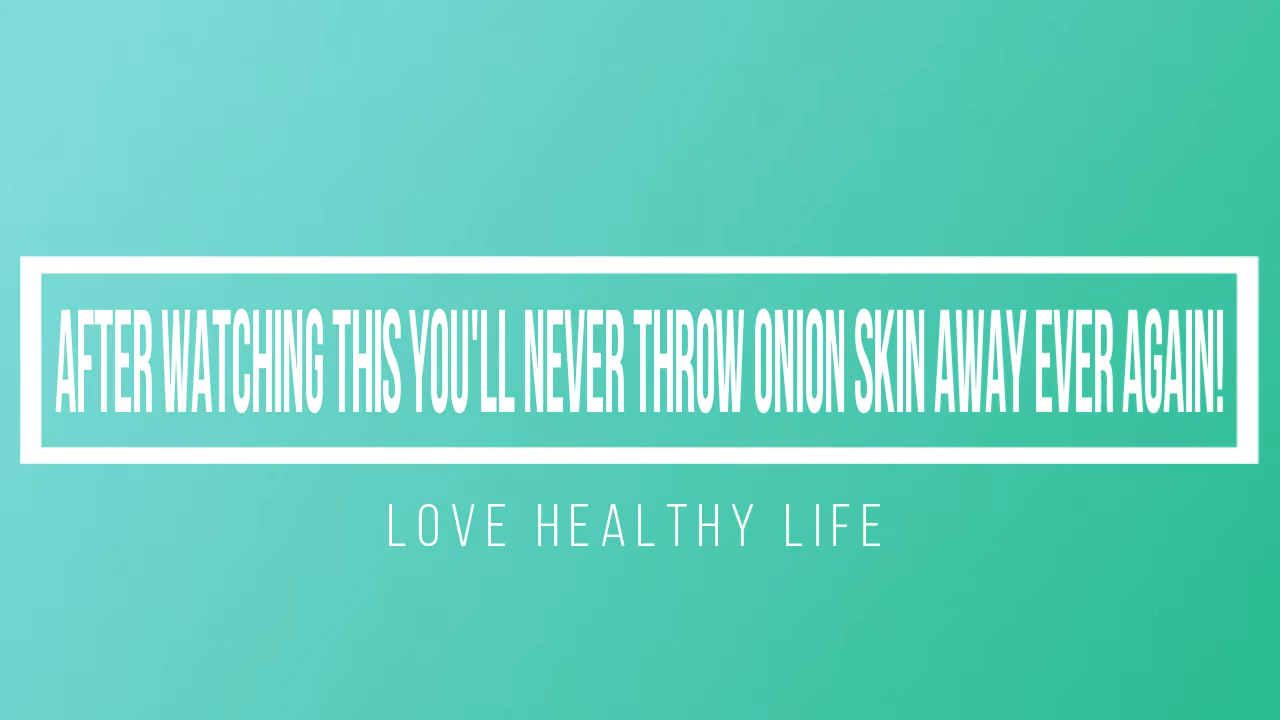 AFTER WATCHING THIS YOU'LL NEVER THROW ONION SKIN AWAY EVER AGAIN!
LOVE HEALTHY LIFE